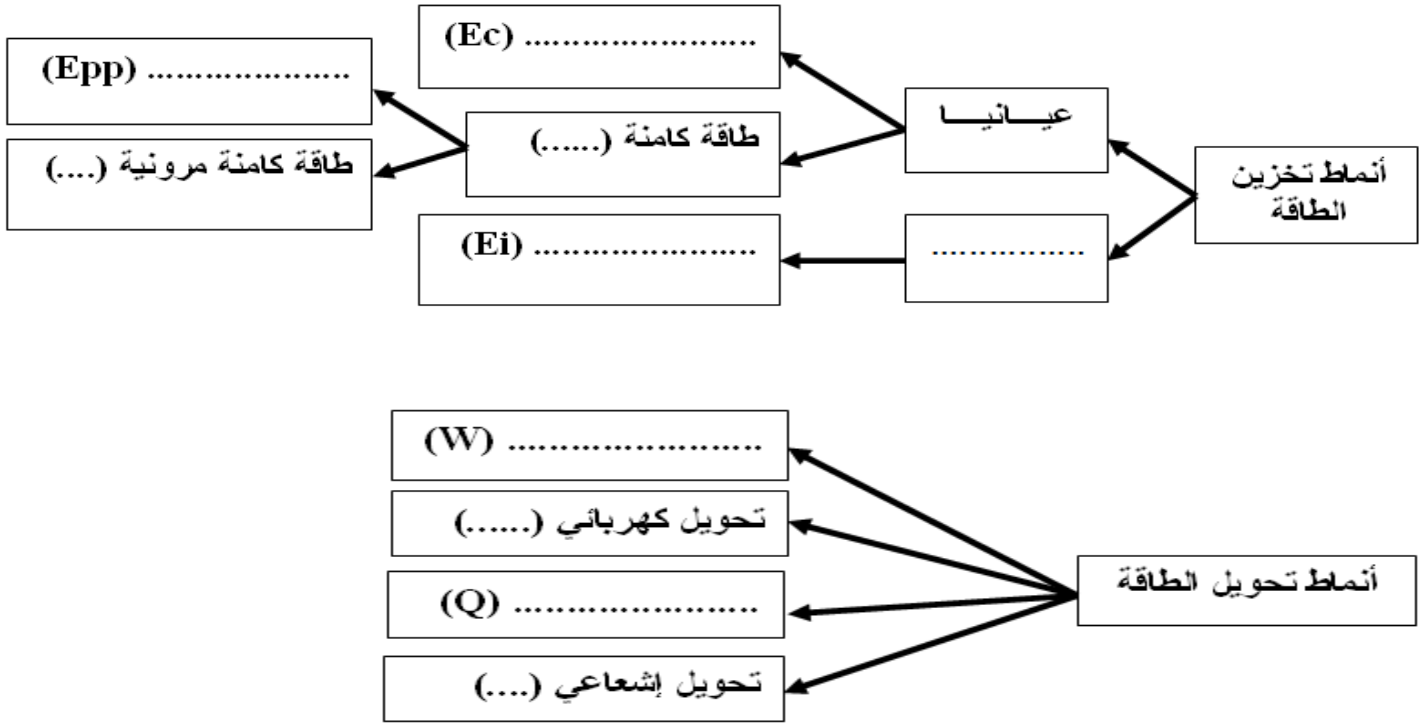 أنماط تخزين
الطاقة
عيـــانيـــا
................
(Ec) ........................
طاقة كامنة (......)
(Ei) ........................
(Epp) ......................
طاقة كامنة مرونية (....)
أنماط تحويل الطاقة
(W) ...........................
تحويل كهربائي (......)
(Q) ..........................
تحويل إشعاعي (....)